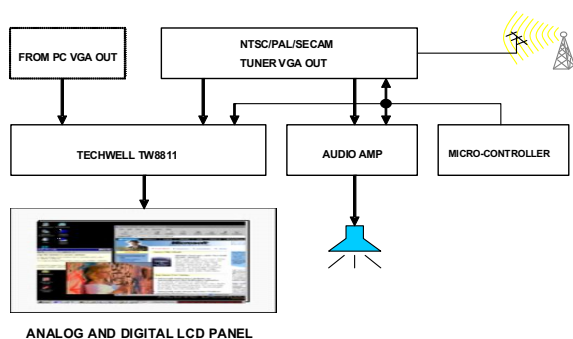 FROM PC VGA OUT
NTSC/PAL/SECAM
TUNER VGA OUT
TECHWELL TW8811
AUDIO AMP
MICRO-CONTROLLER
ANALOG AND DIGITAL LCD PANEL